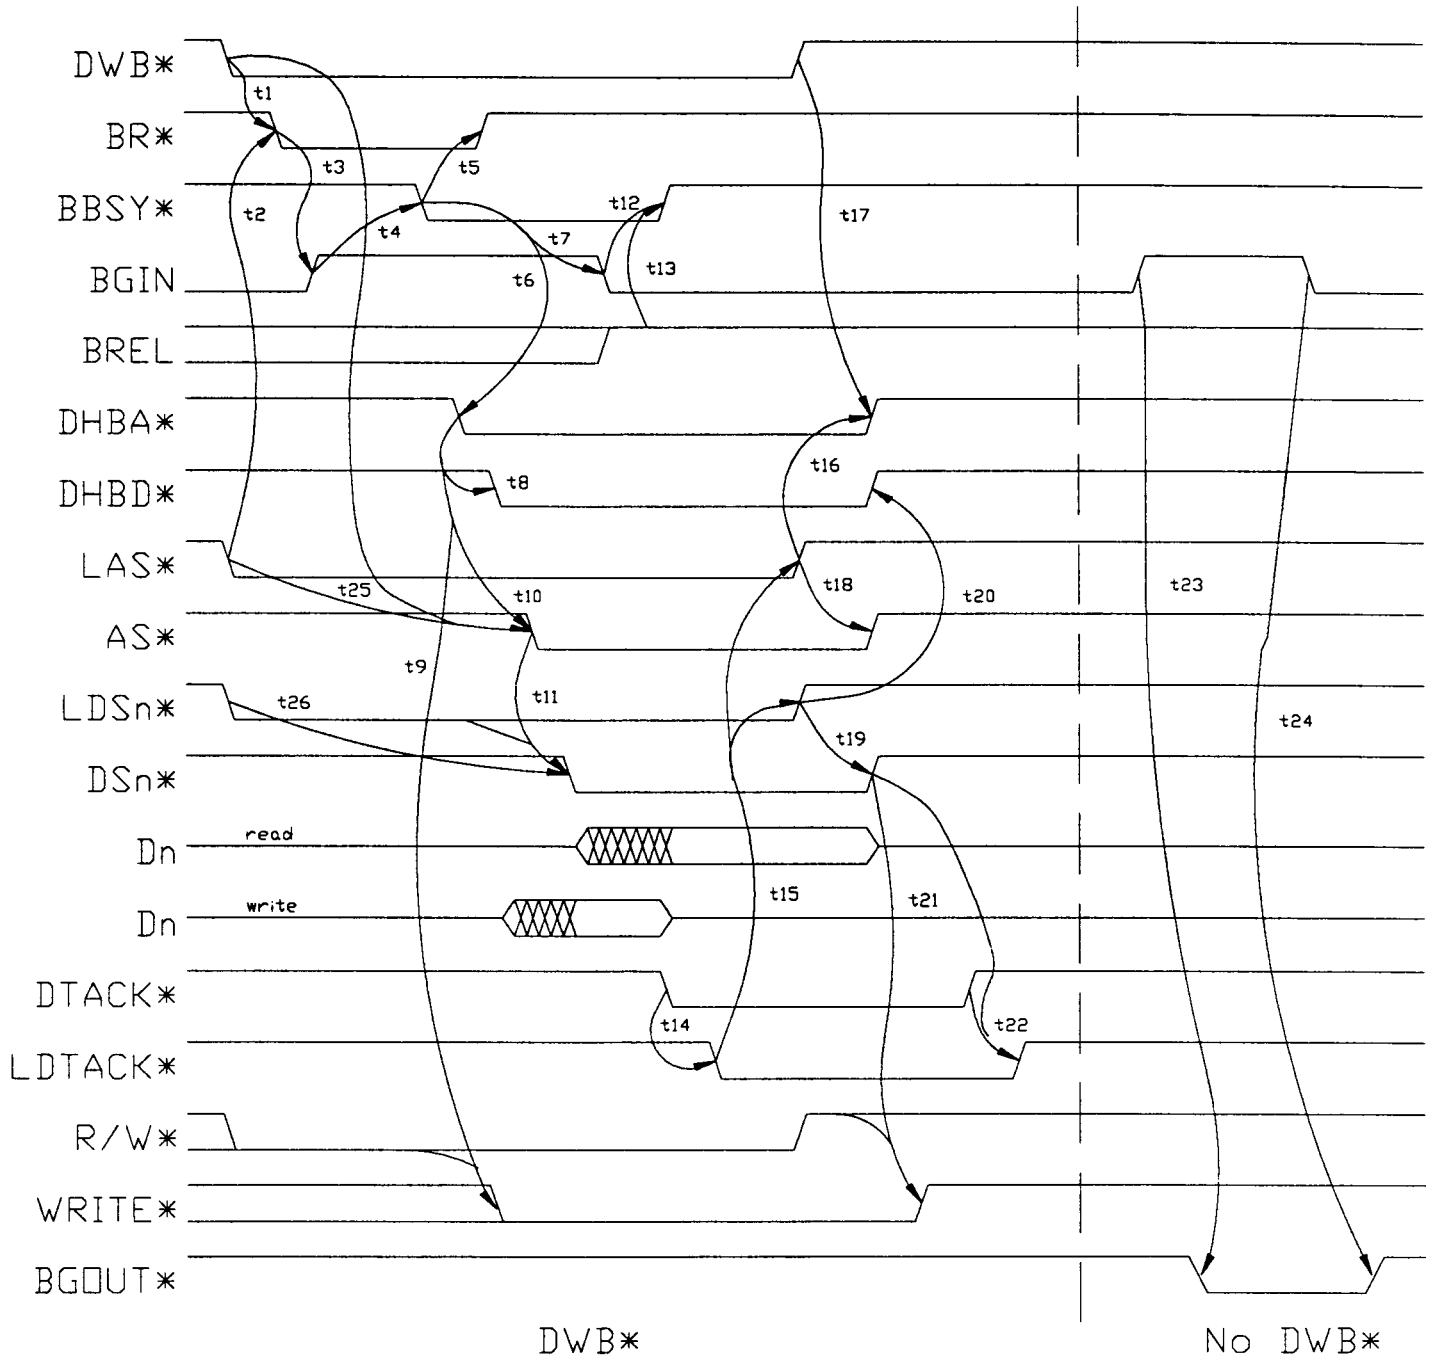 DWB*
t1
BR*
t3
t5
BBSY*
t2
t4
t12
t7
t17
BGIN
t6
t13
BREL
DHBA*
t16
DHBD*
t8
LAS*
t25
t10
t18
t20
t23
AS*
t9
LDSn*
t26
t11
t19
t24
DSn*
Dn
read
t15
t21
Dn
write
DTACK*
t14
t22
LDTACK*
R/W*
WRITE*
BGOUT*
DWB*
No DWB*